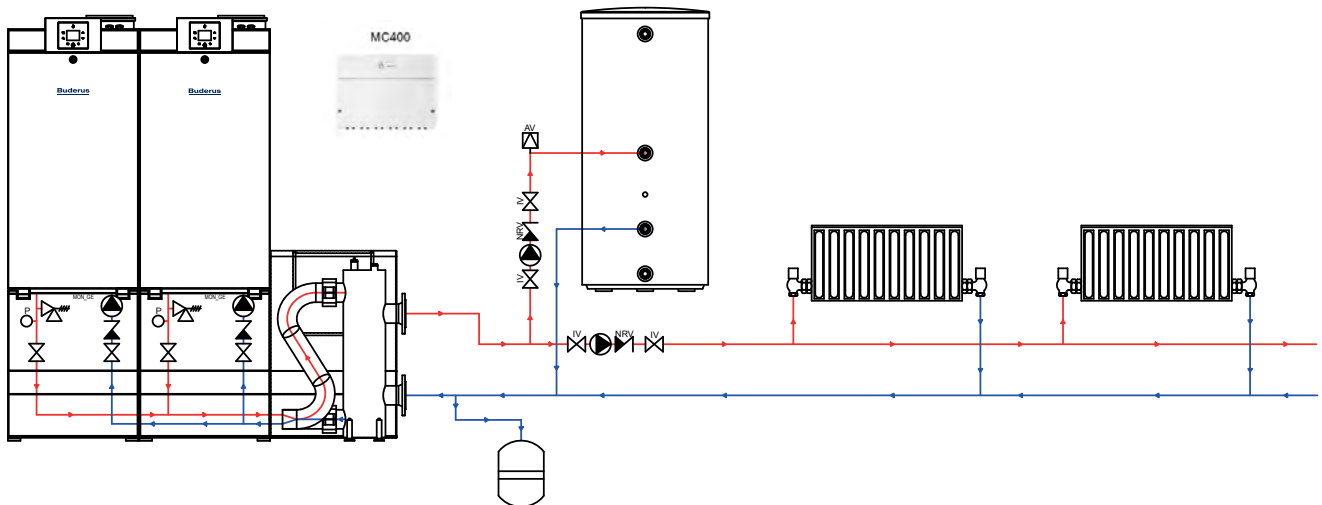 MC400
Buderus
Buderus
AV
IV
NRV
IV
MON_GE
MON_GE
P
P
IV
NRV
IV